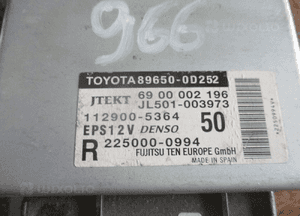 966
TOYOTA 89650-0D252
JTEKT 69 00 002 196
JL501-003973
112900-5364 50
EPS12V DENSO
R 225000-0994
FUJITSU TEN EUROPE GmbH
MADE IN SPAIN